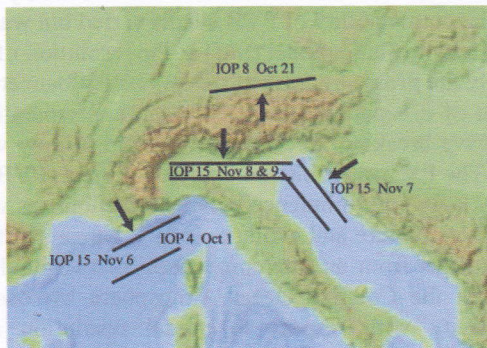 IOP 8 Oct 21
IOP 15 Nov 8 & 9
IOP 15 Nov 7
IOP 4 Oct 1
IOP 15 Nov 6